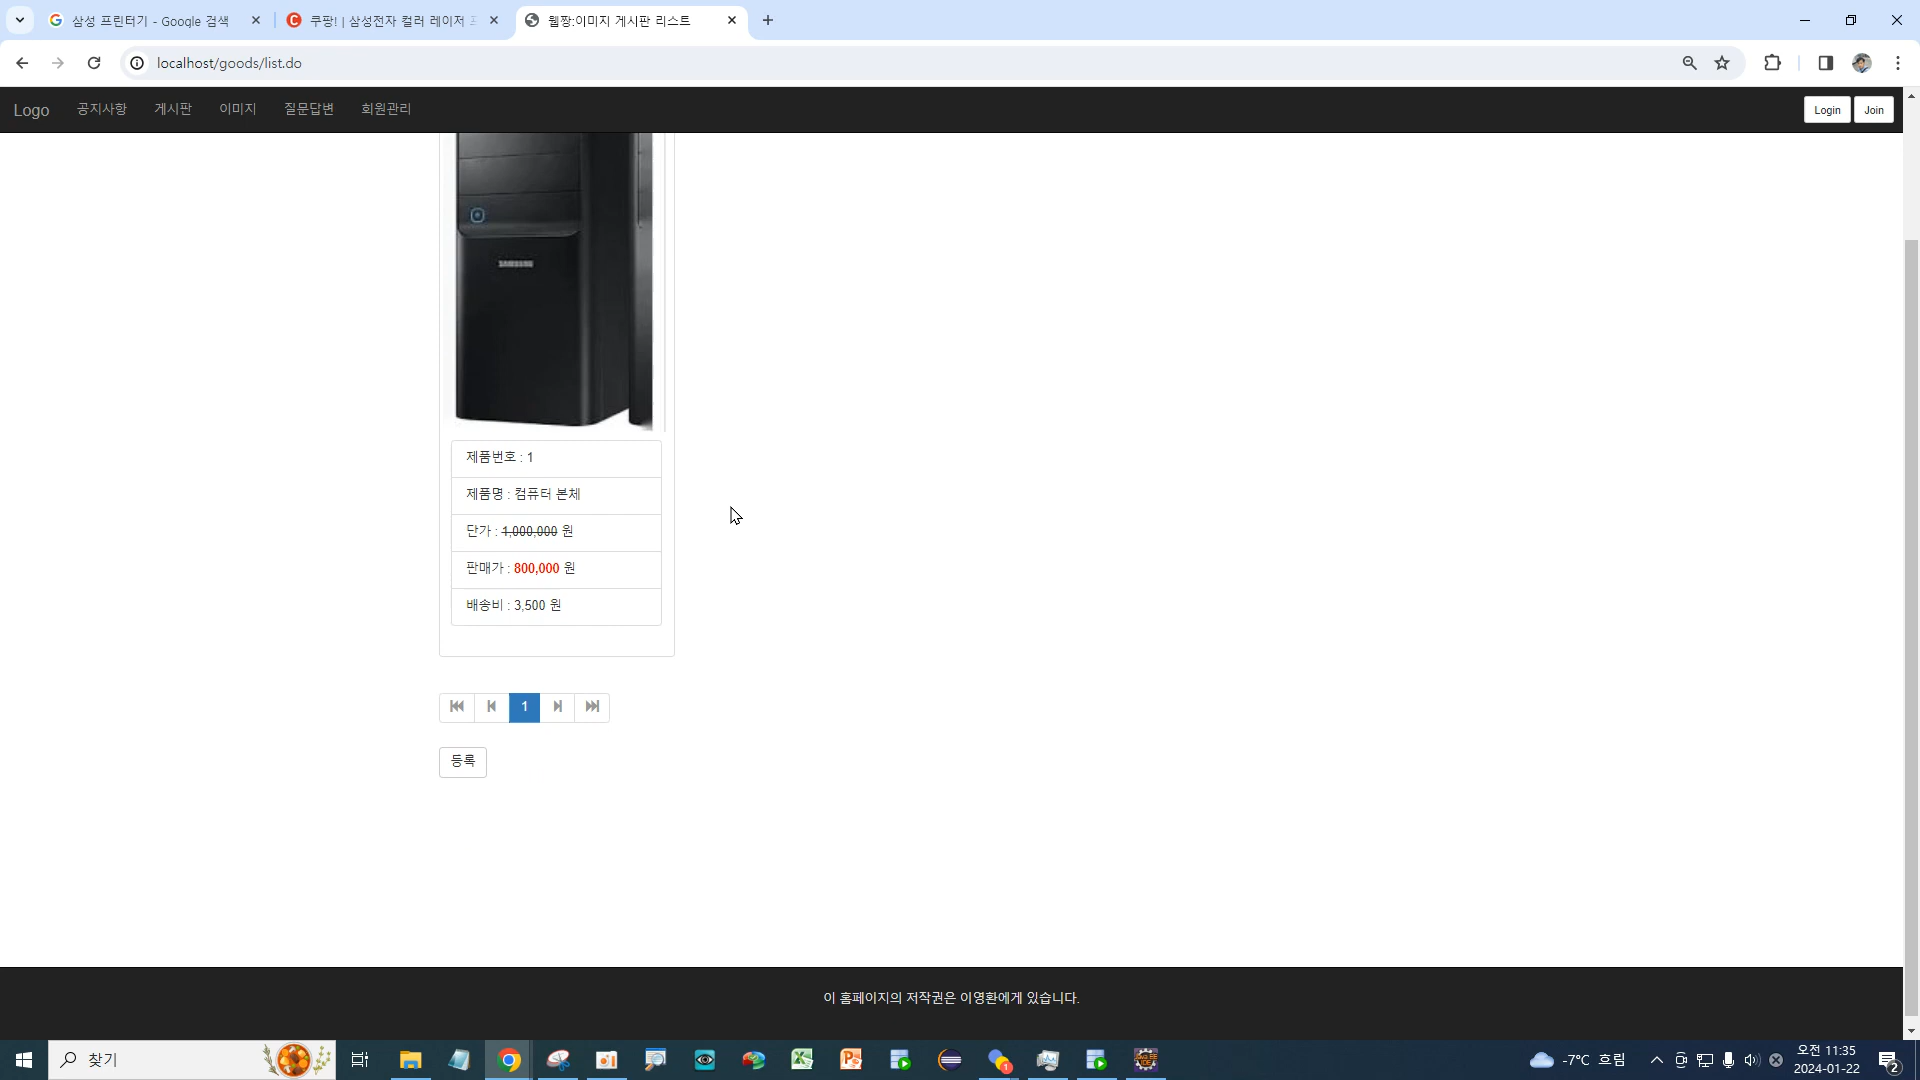 삼성 프린터기 - Google 검색
쿠팡! | 삼성전자 컬러 레이저 프
웹짱:이미지 게시판 리스트
localhost/goods/list.do
Logo 공지사항 게시판 이미지 질문답변 회원관리 Login Join
SAMSUNG
제품번호 : 1
제품명 : 컴퓨터 본체
단가 : 1,000,000 원
판매가 : 800,000 원
배송비 : 3,500 원
1
등록
이 홈페이지의 저작권은 이영환에게 있습니다.
찾기
-7°C 흐림
오전 11:35
2024-01-22
2